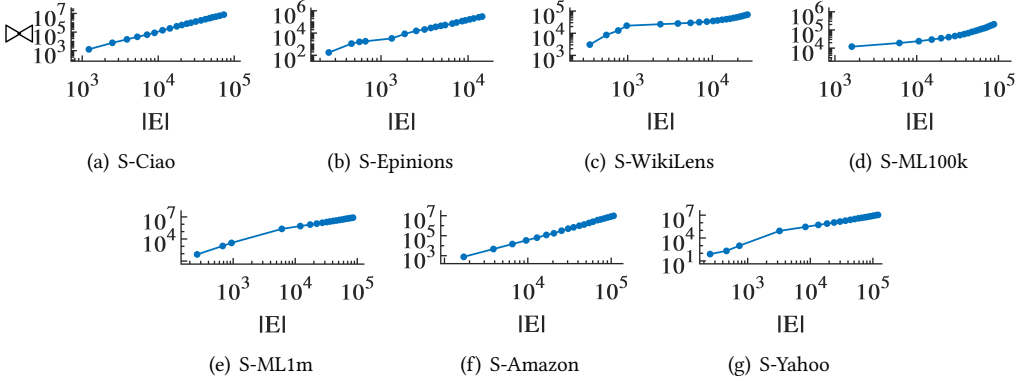 ⋈
10^7
10^5
10^3
10^3 10^4 10^5
|E|
(a) S-Ciao
10^6
10^4
10^2
10^3 10^4
|E|
(b) S-Epinions
10^5
10^4
10^3
10^3 10^4
|E|
(c) S-WikiLens
10^6
10^5
10^4
10^3 10^4 10^5
|E|
(d) S-ML100k
10^7
10^4
10^3 10^4 10^5
|E|
(e) S-ML1m
10^7
10^6
10^5
10^4
10^3
10^4 10^5
|E|
(f) S-Amazon
10^7
10^4
10^1
10^3 10^4 10^5
|E|
(g) S-Yahoo